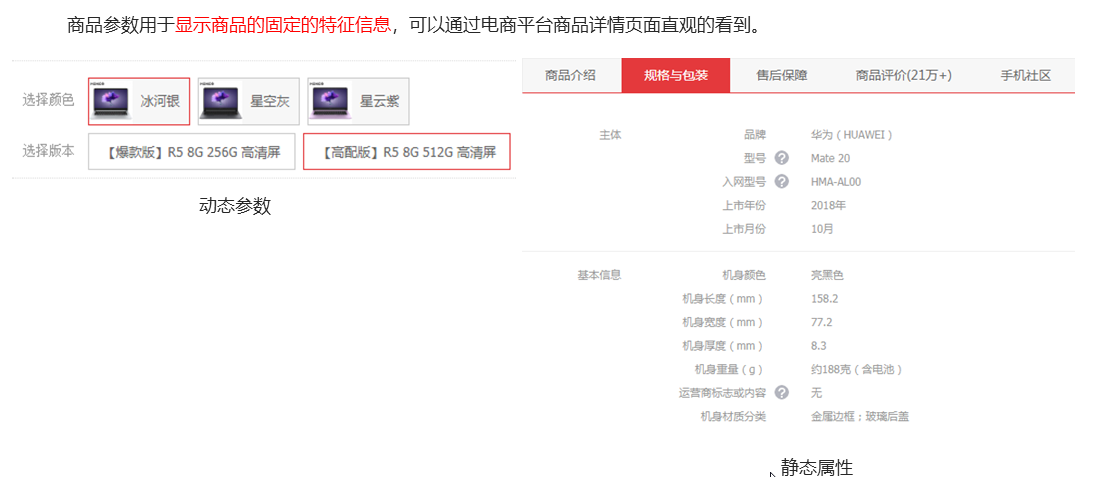 商品参数用于显示商品的固定的特征信息，可以通过电商平台商品详情页面直观的看到。
选择颜色 冰河银 星空灰 星云紫
选择版本 【爆款版】R5 8G 256G 高清屏 【高配版】R5 8G 512G 高清屏
动态参数
商品介绍 规格与包装 售后保障 商品评价(21万+) 手机社区
主体 品牌 华为（HUAWEI）
型号 ? Mate 20
入网型号 ? HMA-AL00
上市年份 2018年
上市月份 10月
基本信息 机身颜色 亮黑色
机身长度（mm） 158.2
机身宽度（mm） 77.2
机身厚度（mm） 8.3
机身重量（g） 约188克（含电池）
运营商标志或内容 ? 无
机身材质分类 金属边框；玻璃后盖
静态属性